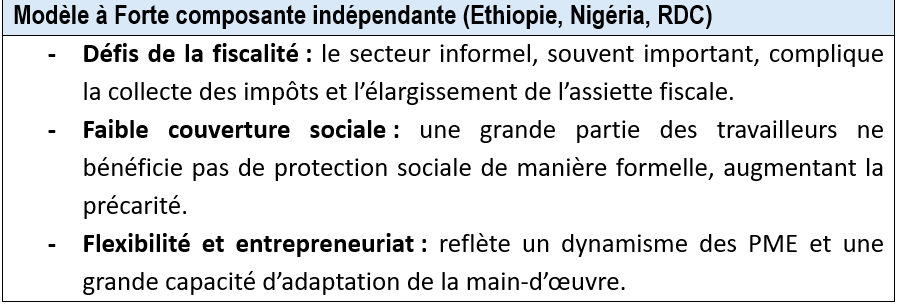 Modèle à Forte composante indépendante (Ethiopie, Nigéria, RDC)
- Défis de la fiscalité : le secteur informel, souvent important, complique
la collecte des impôts et l’élargissement de l’assiette fiscale.
- Faible couverture sociale : une grande partie des travailleurs ne
bénéficie pas de protection sociale de manière formelle, augmentant la
précarité.
- Flexibilité et entrepreneuriat : reflète un dynamisme des PME et une
grande capacité d’adaptation de la main-d’œuvre.